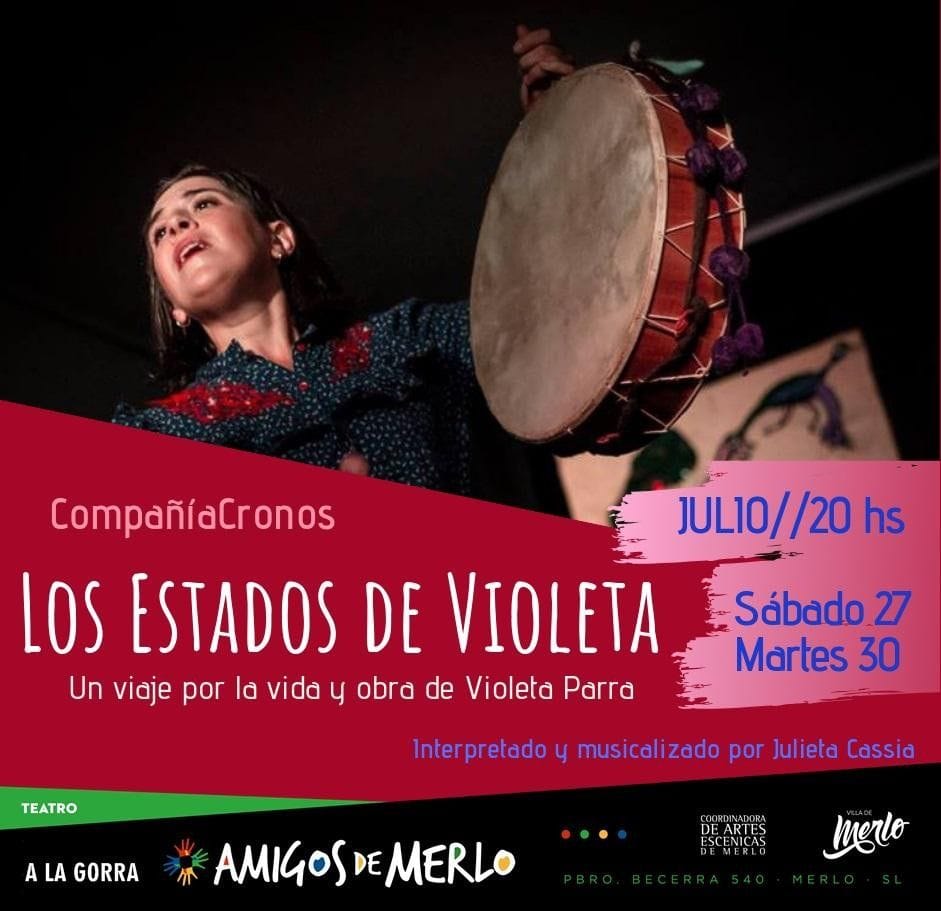 CompañíaCronos
JULIO//20 hs
LOS ESTADOS DE VIOLETA
Sábado 27
Martes 30
Un viaje por la vida y obra de Violeta Parra
Interpretado y musicalizado por Julieta Cassia
TEATRO
A LA GORRA
AMIGOS DE MERLO
COORDINADORA
DE ARTES
ESCENICAS
DE MERLO
VILLA DE
Merlo
PBRO. BECERRA 540 · MERLO · SL